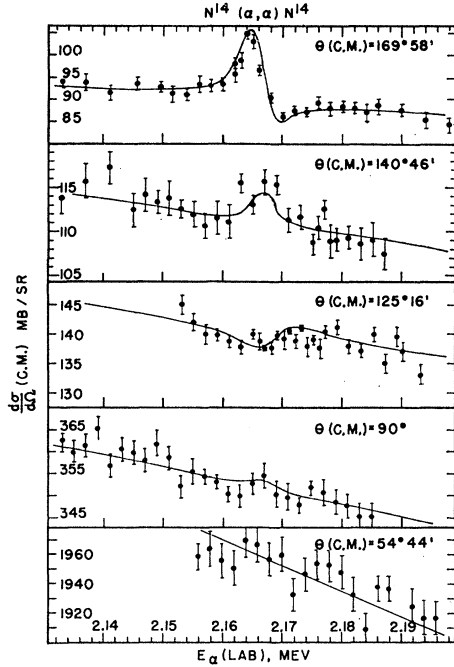 N¹⁴ (α,α) N¹⁴
θ (C.M.) = 169° 58'
100
95
90
85
θ (C.M.) = 140° 46'
115
110
105
θ (C.M.) = 125° 16'
145
140
135
130
dσ/dΩ (C.M.) MB / SR
θ (C.M.) = 90°
365
355
345
θ (C.M.) = 54° 44'
1960
1940
1920
2.14 2.15 2.16 2.17 2.18 2.19
Eα (LAB), MEV